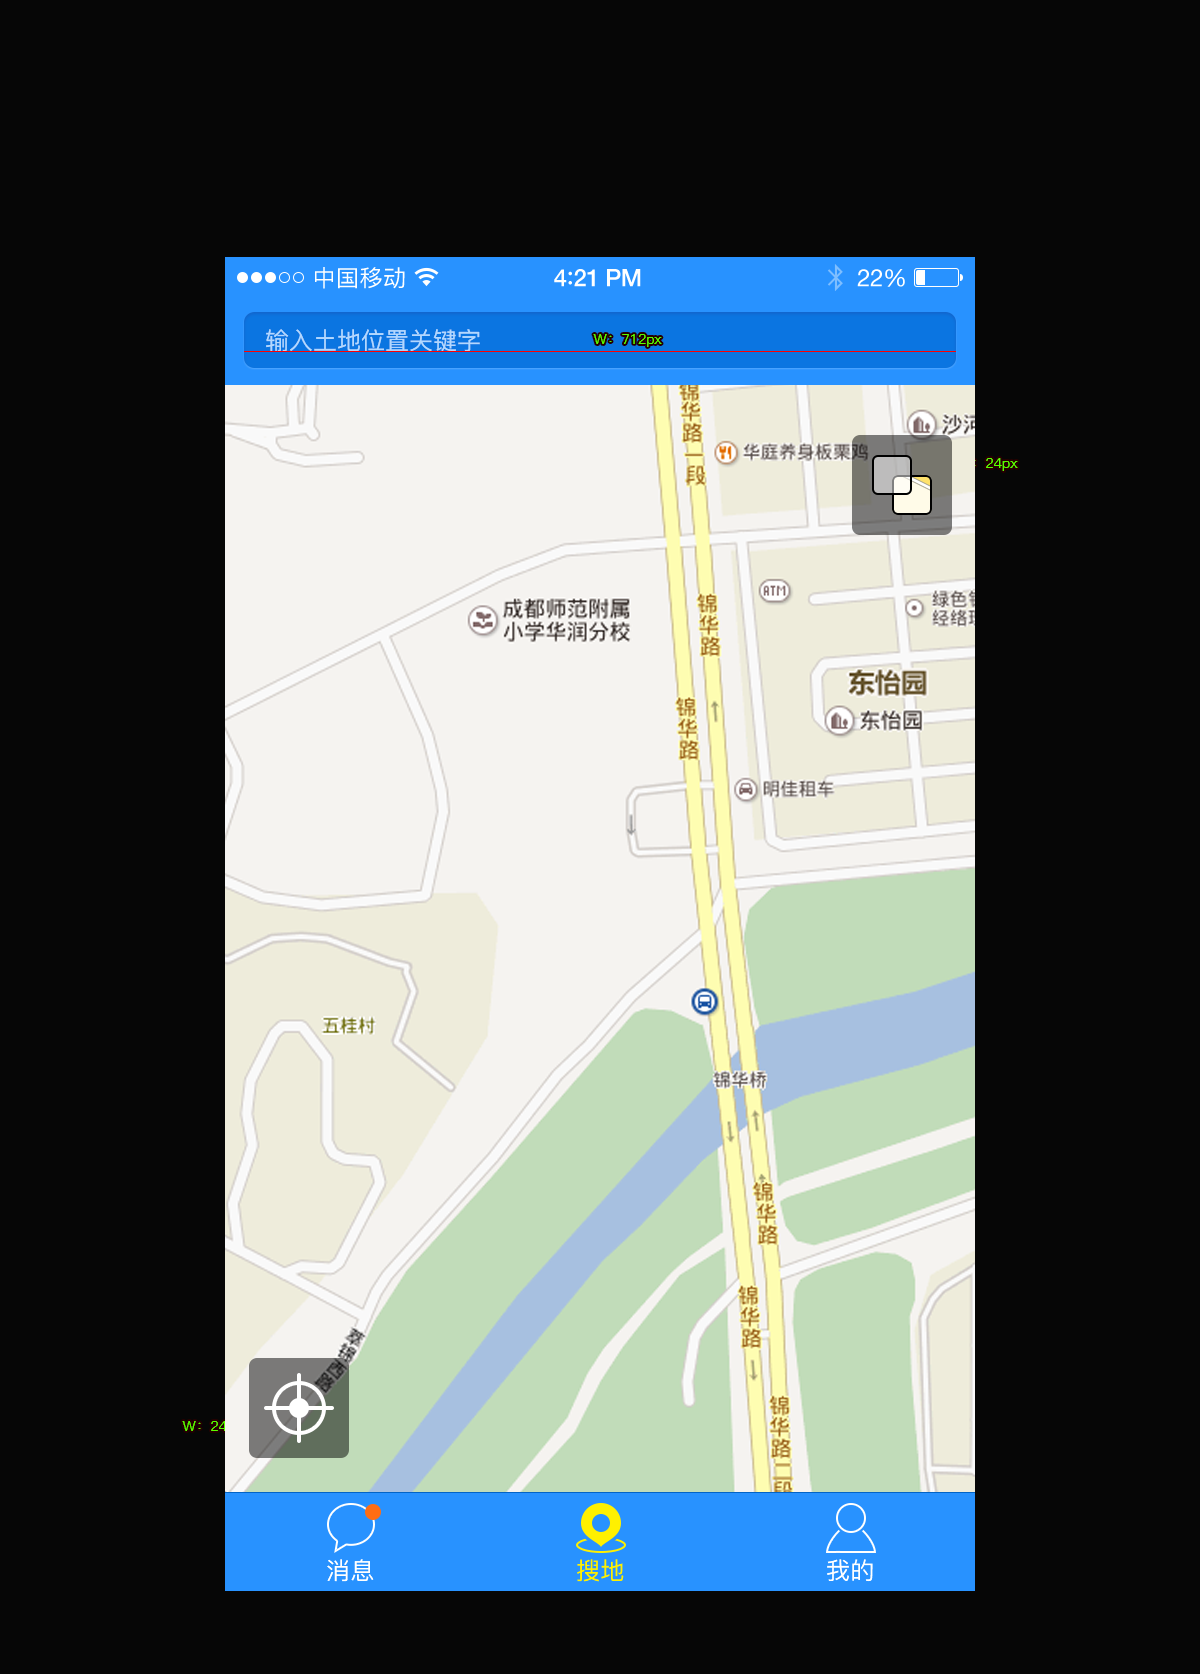 中国移动
4:21 PM
22%
输入土地位置关键字
W: 712px
锦华路一段
沙河
华庭养身板栗鸡
: 24px
ATM
成都师范附属
小学华润分校
锦华路
绿色
经络
东怡园
东怡园
锦华路
明佳租车
五桂村
锦华桥
锦华路
锦华路
萃锦西路
锦华路二段
W: 24
消息
搜地
我的